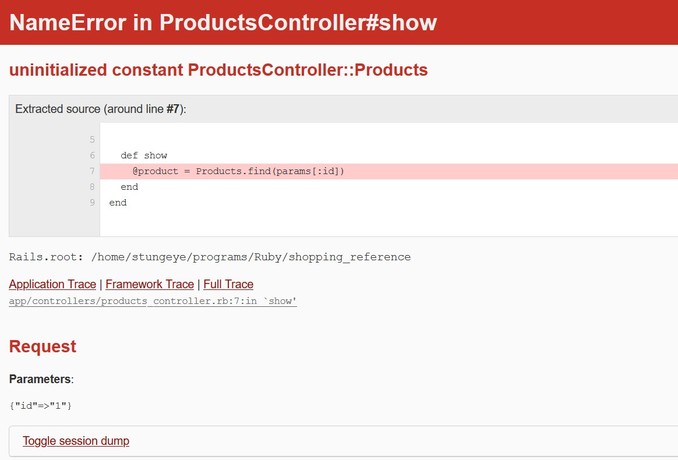 NameError in ProductsController#show
uninitialized constant ProductsController::Products
Extracted source (around line #7):
5
6 def show
7 @product = Products.find(params[:id])
8 end
9 end
Rails.root: /home/stungeye/programs/Ruby/shopping_reference
Application Trace | Framework Trace | Full Trace
app/controllers/products_controller.rb:7:in `show'
Request
Parameters:
{"id"=>"1"}
Toggle session dump